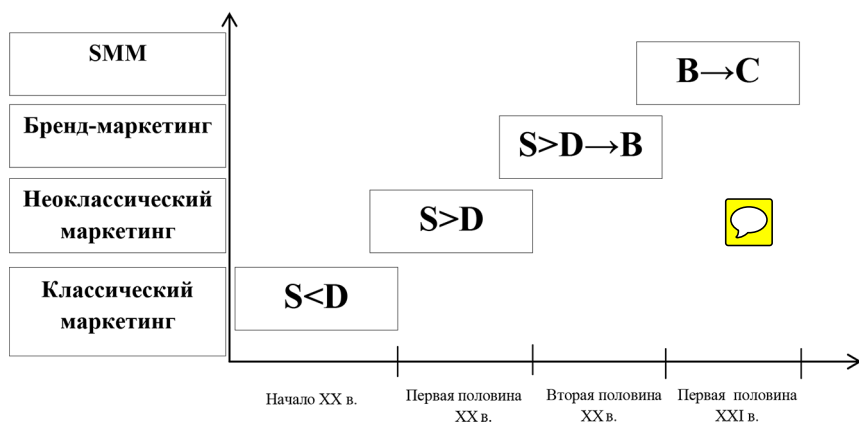 SMM
B→C
Бренд-маркетинг
S>D→B
Неоклассический
маркетинг
S>D
Классический
маркетинг
S<D
Начало XX в.
Первая половина
XX в.
Вторая половина
XX в.
Первая половина
XXI в.